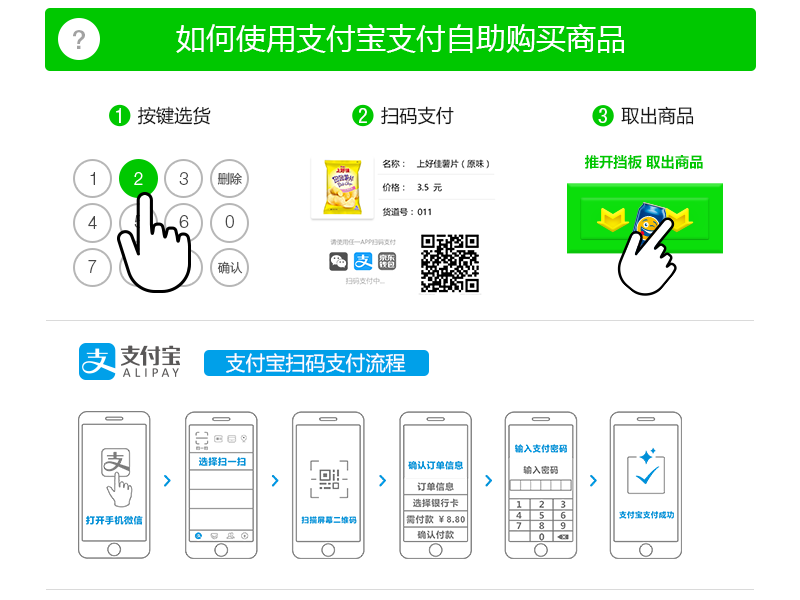 ?
如何使用支付宝支付自助购买商品
1 按键选货
2 扫码支付
3 取出商品
1 2 3 删除
4 5 6 0
7 确认
上好佳
名称： 上好佳薯片（原味）
价格： 3.5 元
货道号：011
请使用任一APP扫码支付
支 京东钱包
扫码支付中...
推开挡板 取出商品
支 支付宝
ALIPAY
支付宝扫码支付流程
支
打开手机微信
扫一扫
选择扫一扫
扫描屏幕二维码
确认订单信息
订单信息
选择银行卡
需付款 ¥8.80
确认付款
输入支付密码
输入密码
1 2 3
4 5 6
7 8 9
0
支付宝支付成功